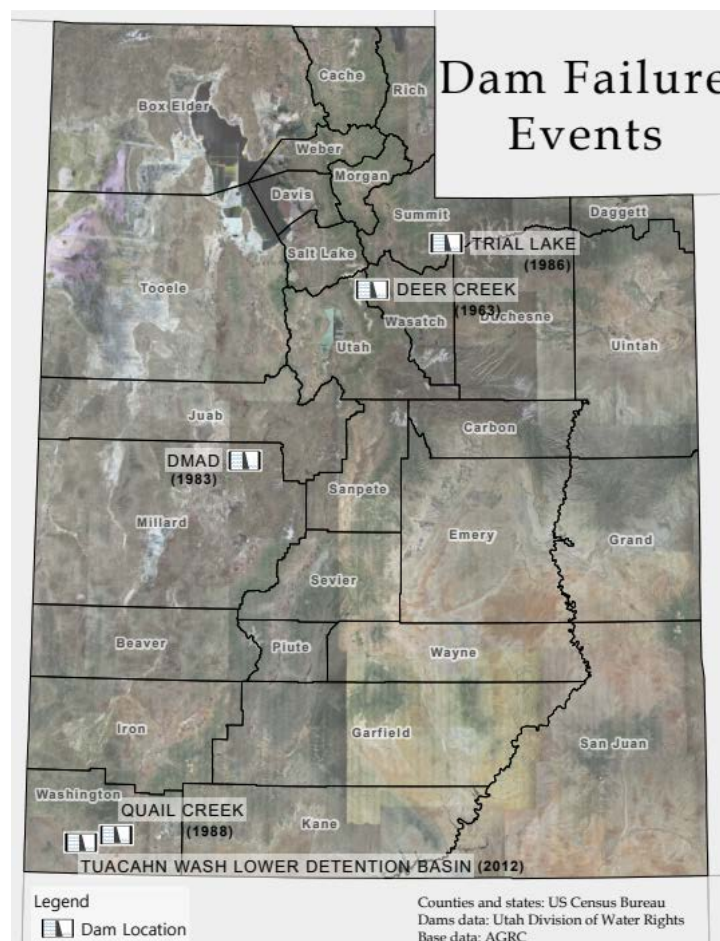 Dam Failure
Events
Cache
Rich
Box Elder
Weber
Morgan
Davis
Summit
Daggett
Salt Lake
TRIAL LAKE
(1986)
Tooele
DEER CREEK
(1963)
Wasatch
Duchesne
Utah
Uintah
Juab
Carbon
DMAD
(1983)
Sanpete
Millard
Emery
Grand
Sevier
Beaver
Piute
Wayne
Iron
Garfield
San Juan
Washington
QUAIL CREEK
(1988)
Kane
TUACAHN WASH LOWER DETENTION BASIN (2012)
Legend
Dam Location
Counties and states: US Census Bureau
Dams data: Utah Division of Water Rights
Base data: AGRC